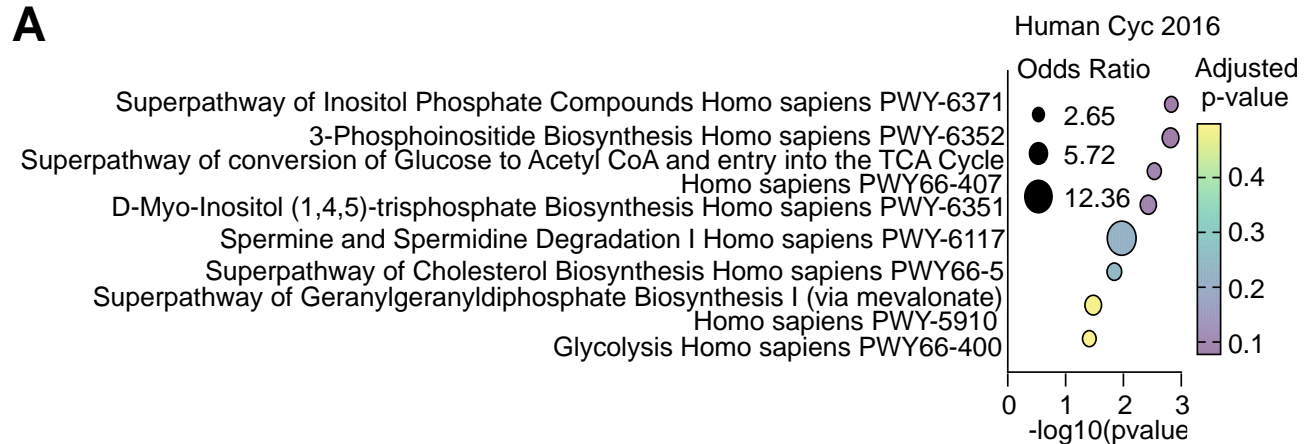 A
Human Cyc 2016
Odds Ratio
Adjusted
p-value
Superpathway of Inositol Phosphate Compounds Homo sapiens PWY-6371
2.65
3-Phosphoinositide Biosynthesis Homo sapiens PWY-6352
5.72
Superpathway of conversion of Glucose to Acetyl CoA and entry into the TCA Cycle
Homo sapiens PWY66-407
12.36
D-Myo-Inositol (1,4,5)-trisphosphate Biosynthesis Homo sapiens PWY-6351
Spermine and Spermidine Degradation I Homo sapiens PWY-6117
Superpathway of Cholesterol Biosynthesis Homo sapiens PWY66-5
Superpathway of Geranylgeranyldiphosphate Biosynthesis I (via mevalonate)
Homo sapiens PWY-5910
Glycolysis Homo sapiens PWY66-400
0.4
0.3
0.2
0.1
0 1 2 3
-log10(pvalue